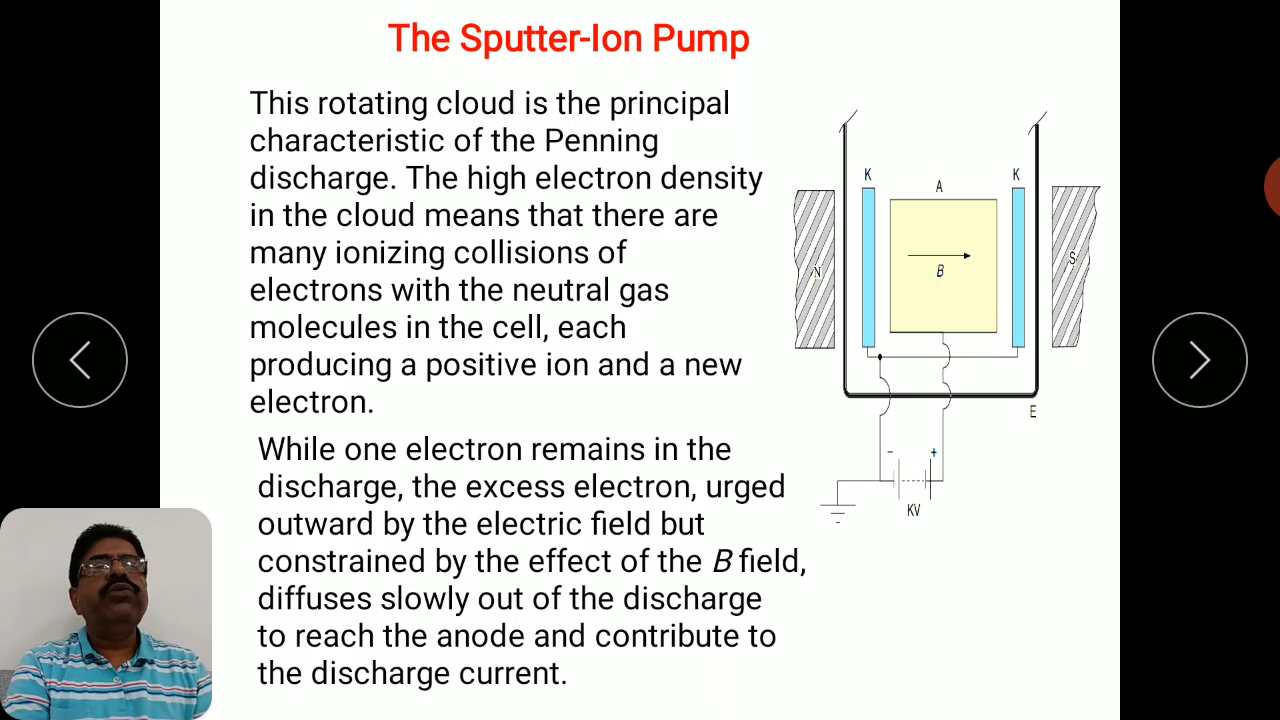 The Sputter-Ion Pump
This rotating cloud is the principal
characteristic of the Penning
discharge. The high electron density
in the cloud means that there are
many ionizing collisions of
electrons with the neutral gas
molecules in the cell, each
producing a positive ion and a new
electron.
While one electron remains in the
discharge, the excess electron, urged
outward by the electric field but
constrained by the effect of the B field,
diffuses slowly out of the discharge
to reach the anode and contribute to
the discharge current.
K
A
K
N
B
S
E
- +
KV